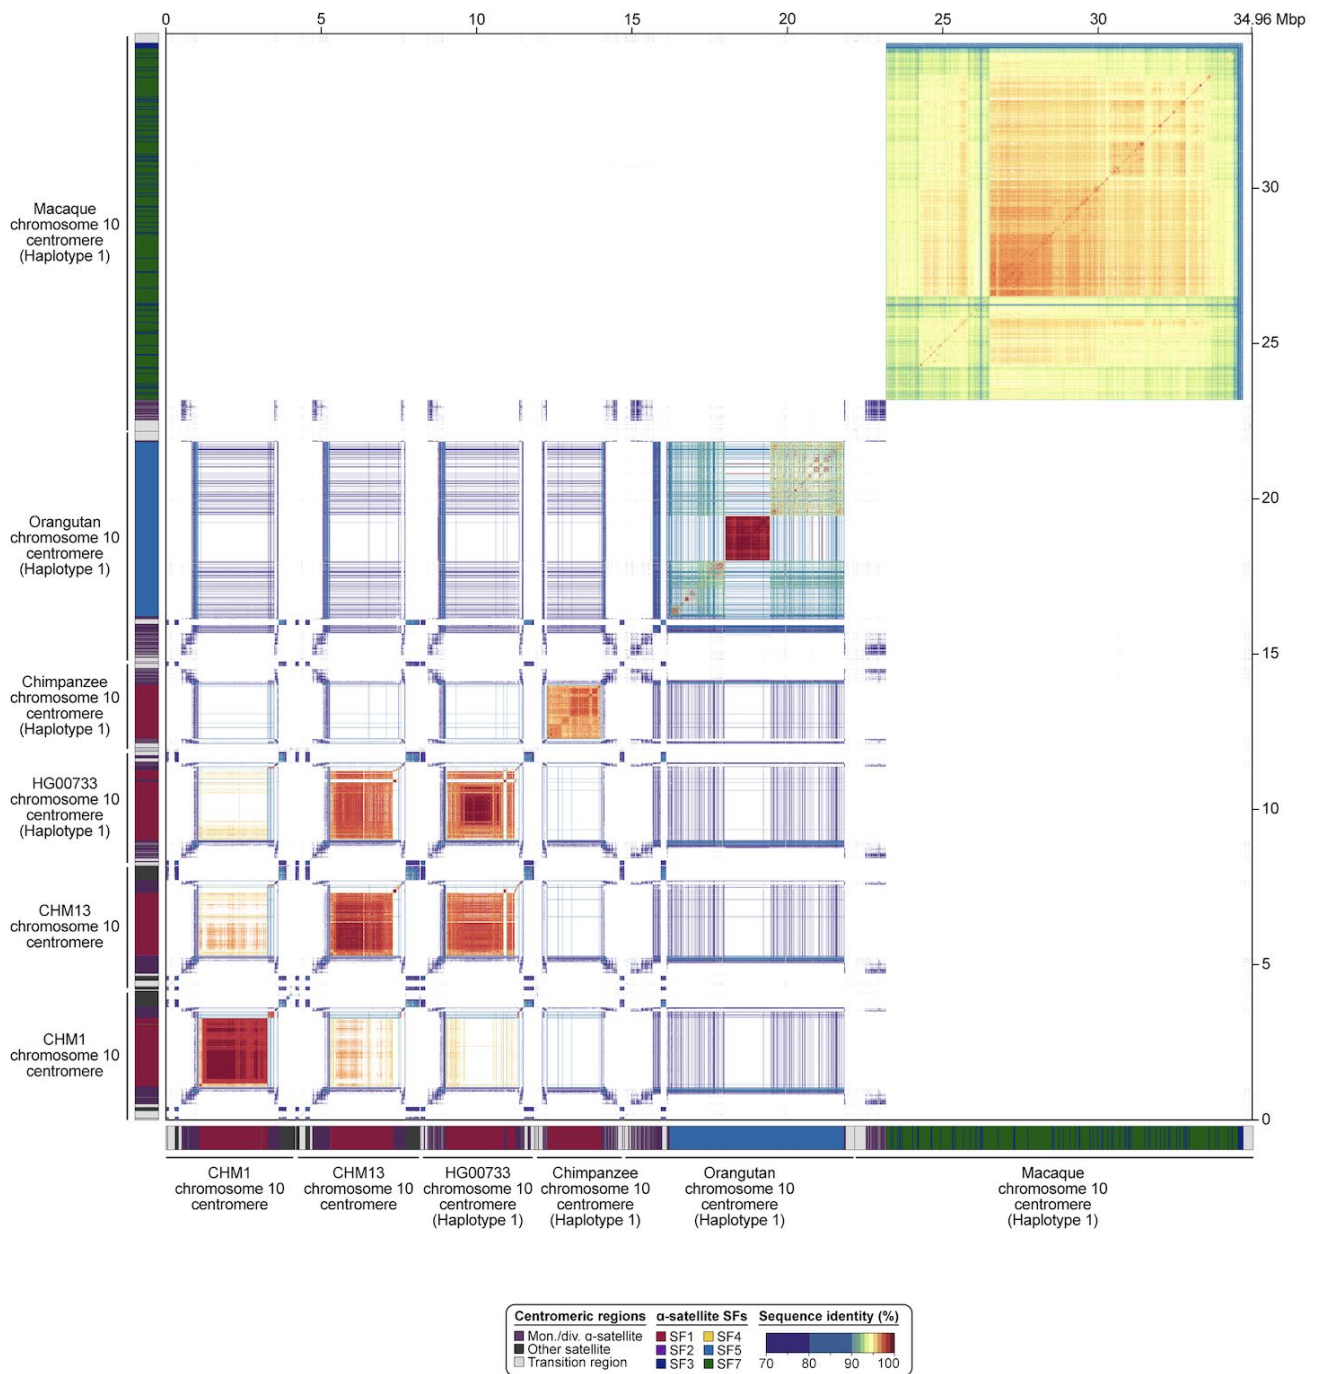 0 5 10 15 20 25 30 34.96 Mbp
Macaque
chromosome 10
centromere
(Haplotype 1)
Orangutan
chromosome 10
centromere
(Haplotype 1)
Chimpanzee
chromosome 10
centromere
(Haplotype 1)
HG00733
chromosome 10
centromere
(Haplotype 1)
CHM13
chromosome 10
centromere
CHM1
chromosome 10
centromere
30
25
20
15
10
5
0
CHM1
chromosome 10
centromere
CHM13
chromosome 10
centromere
HG00733
chromosome 10
centromere
(Haplotype 1)
Chimpanzee
chromosome 10
centromere
(Haplotype 1)
Orangutan
chromosome 10
centromere
(Haplotype 1)
Macaque
chromosome 10
centromere
(Haplotype 1)
Centromeric regions
Mon./div. α-satellite
Other satellite
Transition region
α-satellite SFs
SF1 SF4
SF2 SF5
SF3 SF7
Sequence identity (%)
70 80 90 100